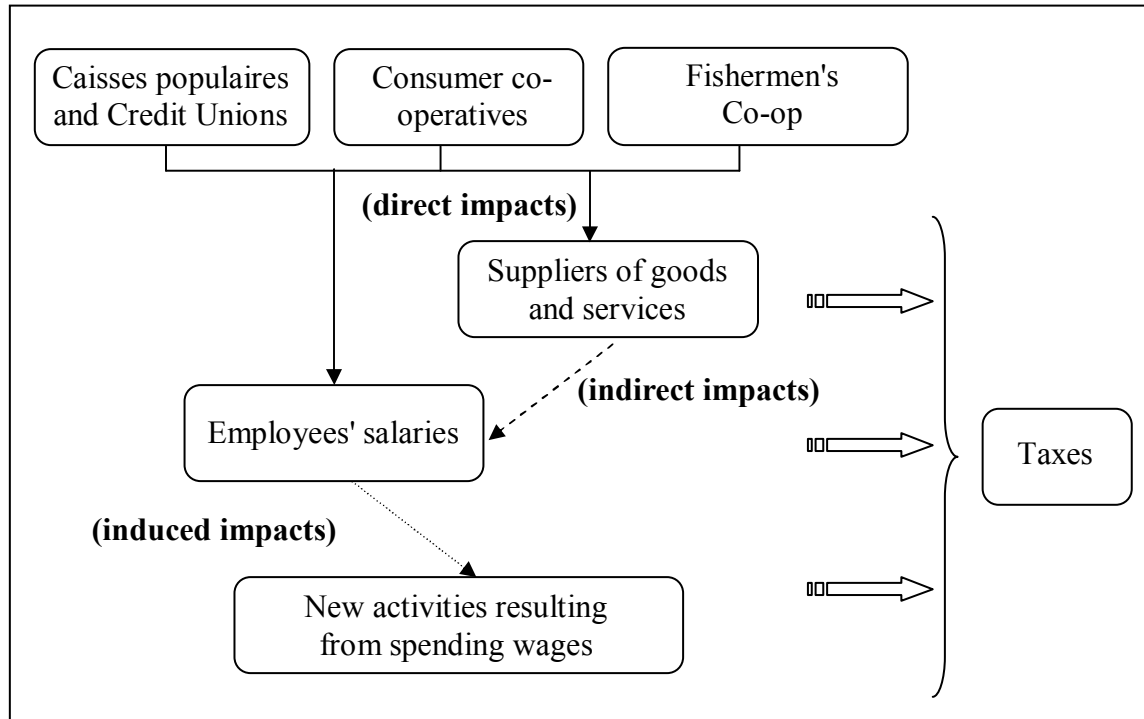 Caisses populaires
and Credit Unions
Consumer co-
operatives
Fishermen's
Co-op
(direct impacts)
Suppliers of goods
and services
(indirect impacts)
Employees' salaries
Taxes
(induced impacts)
New activities resulting
from spending wages